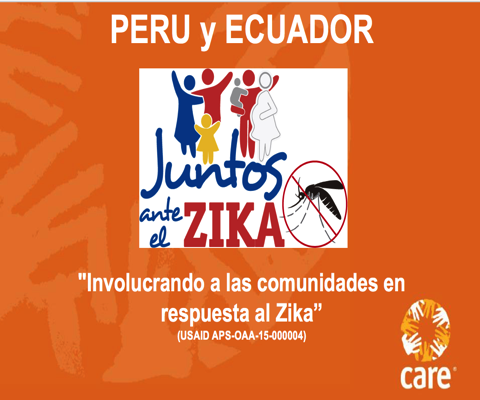 PERU y ECUADOR
Juntos
ante
el ZIKA
"Involucrando a las comunidades en
respuesta al Zika”
(USAID APS-OAA-15-000004)
care®